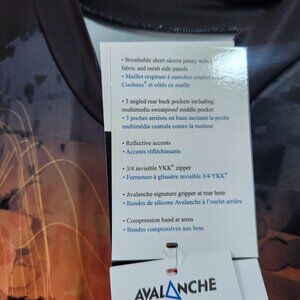 • Breathable short-sleeve jersey with
fabric and mesh side panels
• Maillot respirant à manches courtes
Coolmax® et côtés en maille
• 3 angled rear back pockets including
multimedia sweatproof middle pocket
• 3 poches arrières en biais incluant la poche
multimédia centrale contre la moiteur
• Reflective accents
• Accents réfléchissants
• 3/4 invisible YKK® zipper
• Fermeture à glissière invisible 3/4 YKK®
• Avalanche signature gripper at rear hem
• Bandes de silicone Avalanche à l'ourlet arrière
• Compression band at arms
• Bandes compressives aux bras
AVALANCHE